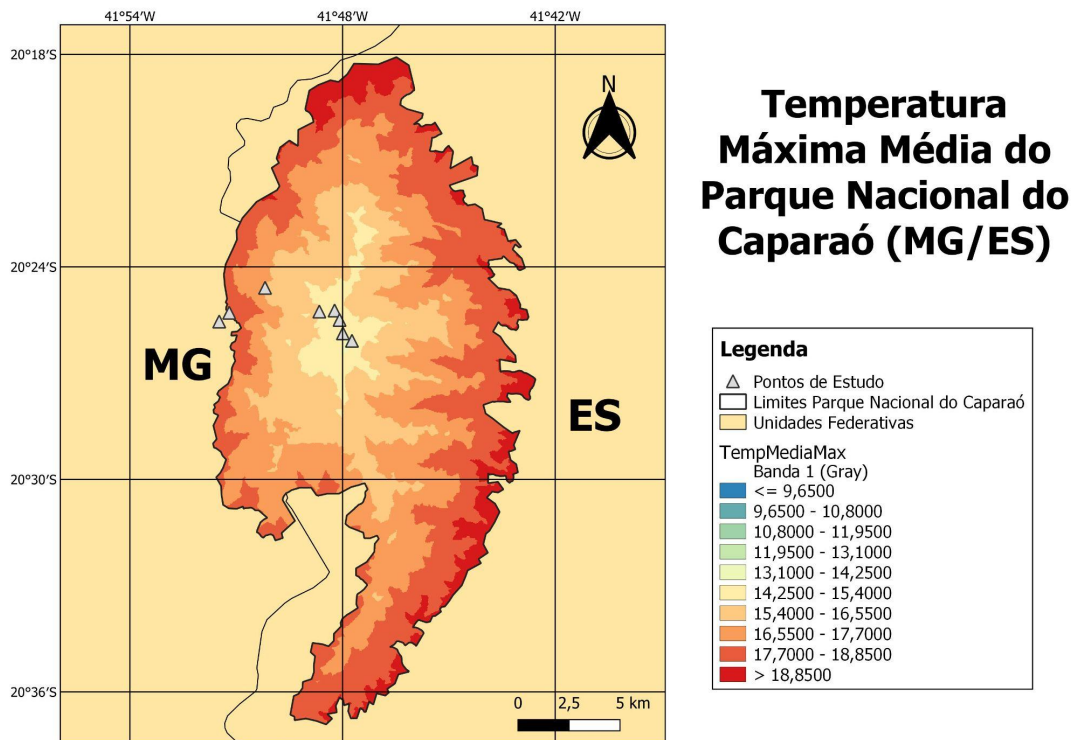 41°54'W
41°48'W
41°42'W
20°18'S
20°24'S
20°30'S
20°36'S
N
MG
ES
0 2,5 5 km
Temperatura
Máxima Média do
Parque Nacional do
Caparaó (MG/ES)
Legenda
Pontos de Estudo
Limites Parque Nacional do Caparaó
Unidades Federativas
TempMediaMax
Banda 1 (Gray)
<= 9,6500
9,6500 - 10,8000
10,8000 - 11,9500
11,9500 - 13,1000
13,1000 - 14,2500
14,2500 - 15,4000
15,4000 - 16,5500
16,5500 - 17,7000
17,7000 - 18,8500
> 18,8500